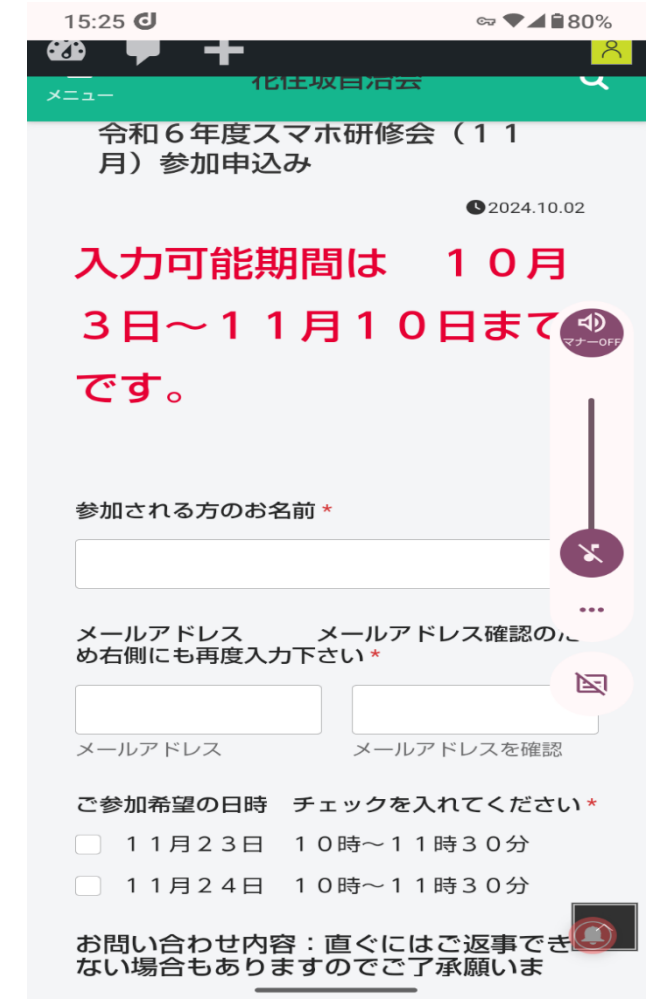 15:25
80%
メニュー
花住坂自治会
令和６年度スマホ研修会（１１
月）参加申込み
2024.10.02
入力可能期間は　１０月
３日～１１月１０日まで
です。
マナーOFF
参加される方のお名前 *
メールアドレス　　　メールアドレス確認のた
め右側にも再度入力下さい *
メールアドレス　メールアドレスを確認
ご参加希望の日時　チェックを入れてください *
１１月２３日　１０時～１１時３０分
１１月２４日　１０時～１１時３０分
お問い合わせ内容：直ぐにはご返事でき
ない場合もありますのでご了承願いま